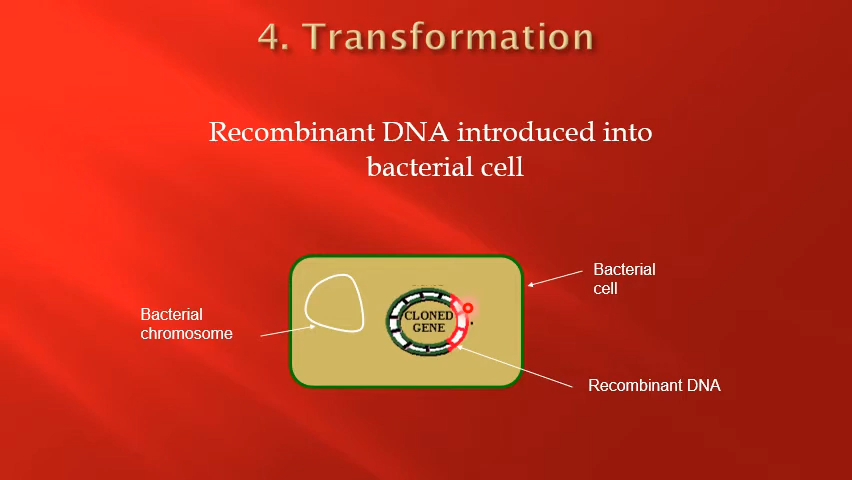 4. Transformation
Recombinant DNA introduced into
bacterial cell
Bacterial
cell
Bacterial
chromosome
CLONED
GENE
Recombinant DNA